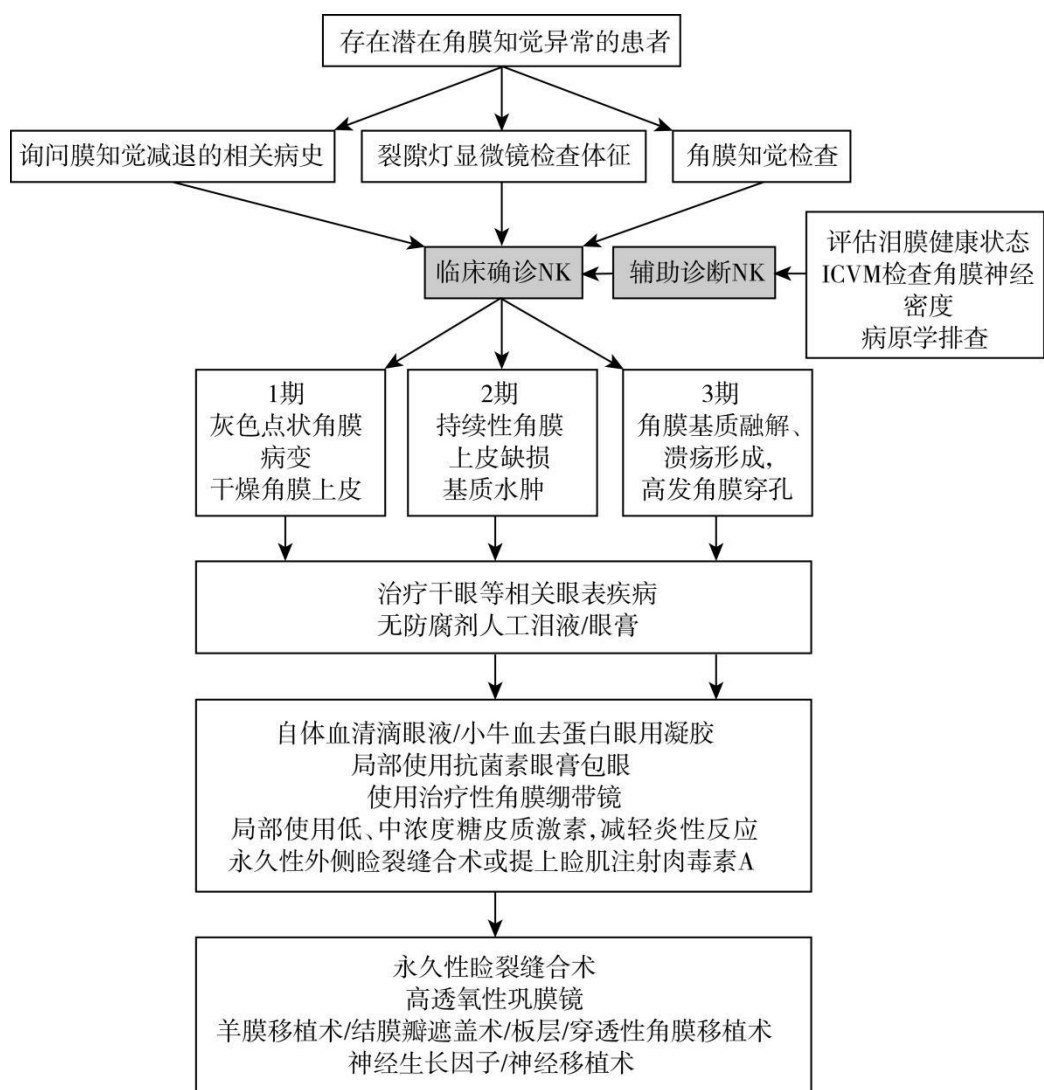 存在潜在角膜知觉异常的患者
询问膜知觉减退的相关病史
裂隙灯显微镜检查体征
角膜知觉检查
临床确诊NK
辅助诊断NK
评估泪膜健康状态
ICVM检查角膜神经
密度
病原学排查
1期
灰色点状角膜
病变
干燥角膜上皮
2期
持续性角膜
上皮缺损
基质水肿
3期
角膜基质融解、
溃疡形成,
高发角膜穿孔
治疗干眼等相关眼表疾病
无防腐剂人工泪液/眼膏
自体血清滴眼液/小牛血去蛋白眼用凝胶
局部使用抗菌素眼膏包眼
使用治疗性角膜绷带镜
局部使用低、中浓度糖皮质激素,减轻炎性反应
永久性外侧睑裂缝合术或提上睑肌注射肉毒素A
永久性睑裂缝合术
高透氧性巩膜镜
羊膜移植术/结膜瓣遮盖术/板层/穿透性角膜移植术
神经生长因子/神经移植术